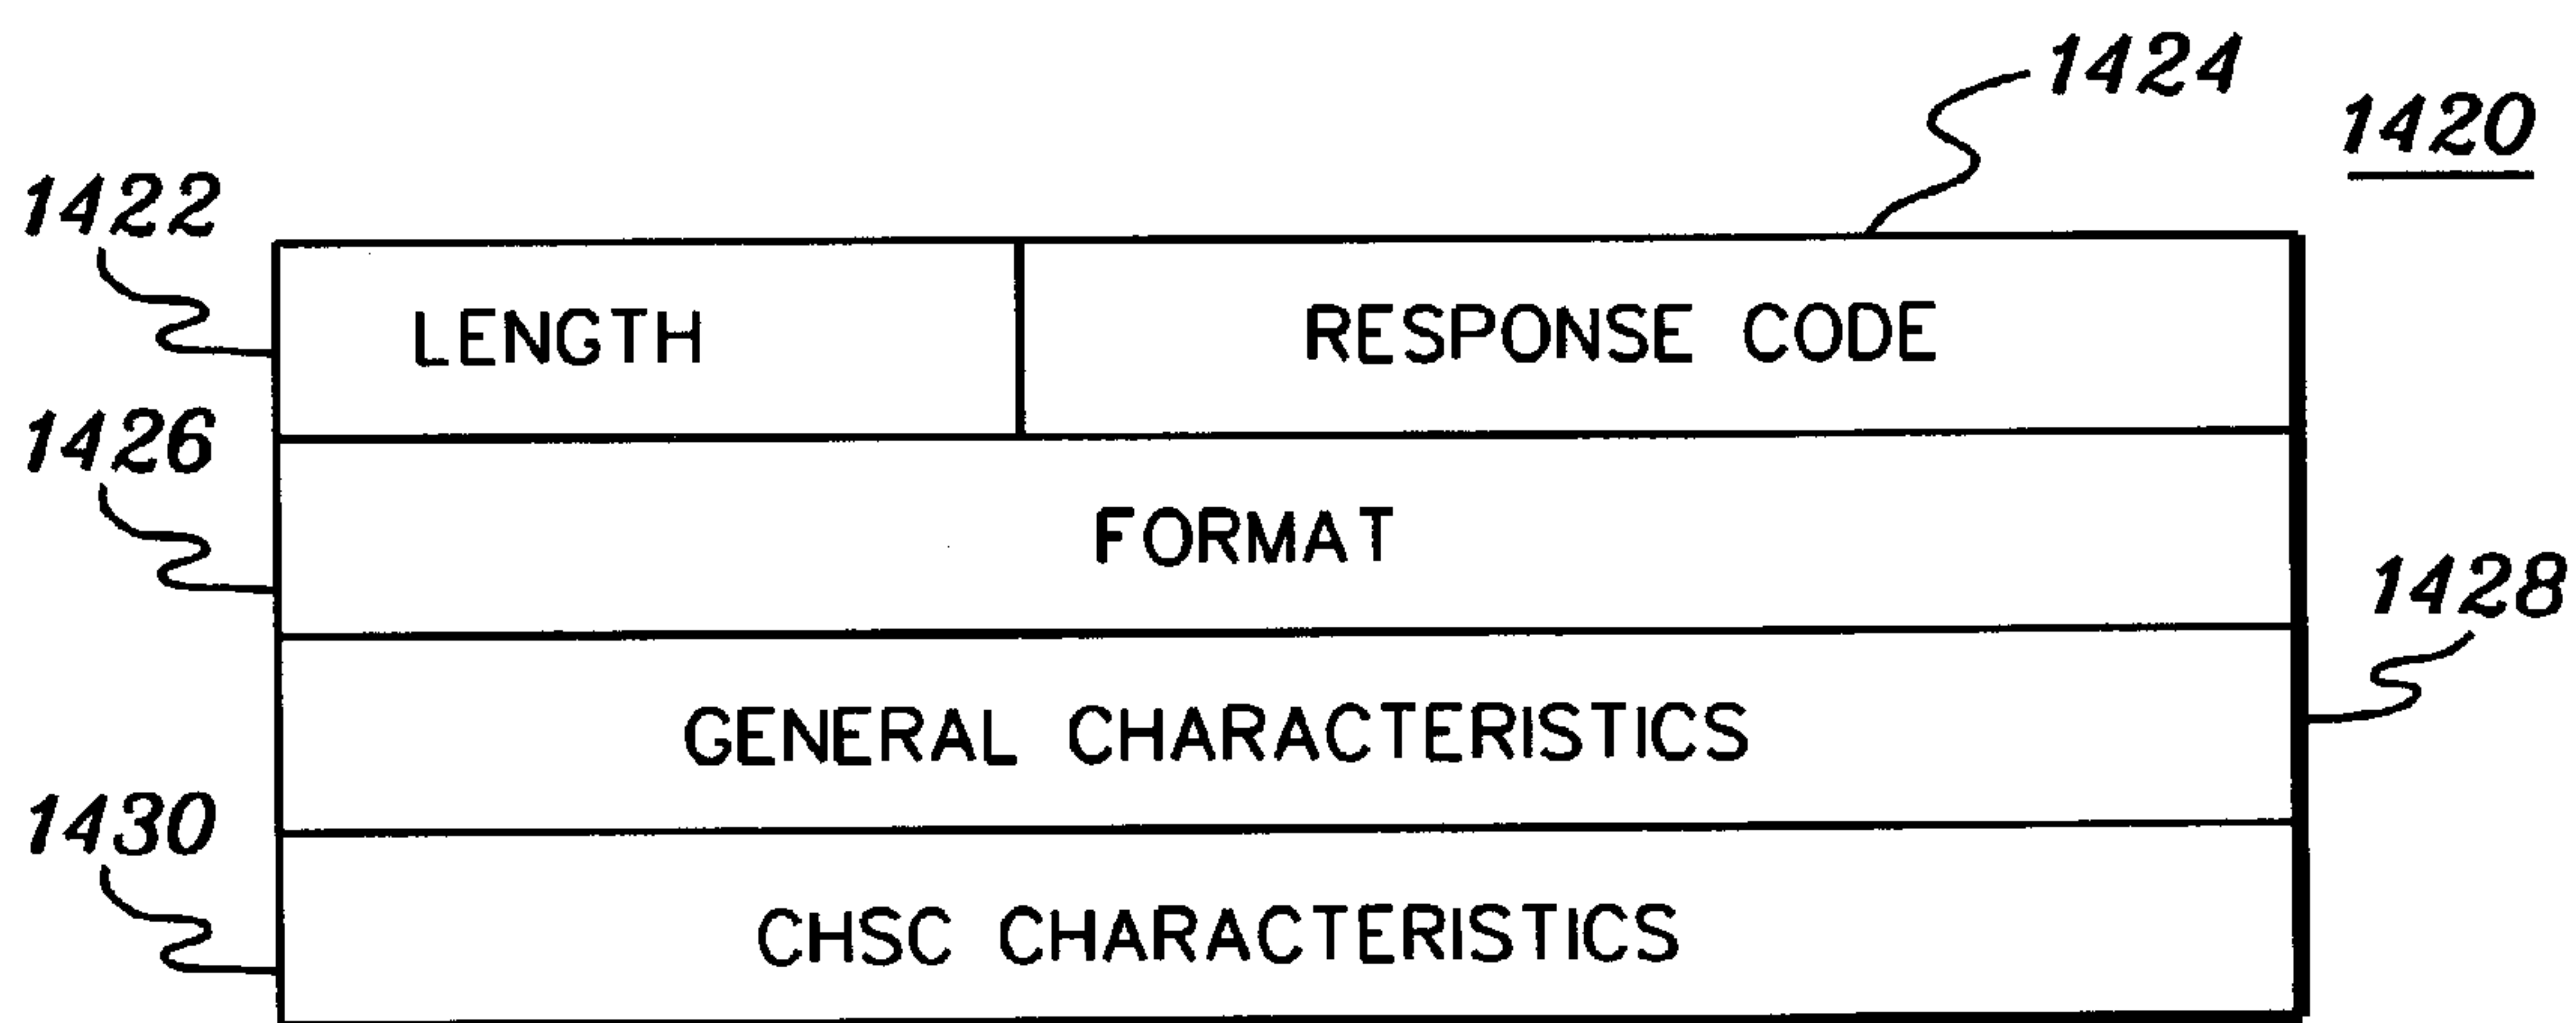 1424
1420
1422
LENGTH RESPONSE CODE
1426
FORMAT
1428
GENERAL CHARACTERISTICS
1430
CHSC CHARACTERISTICS